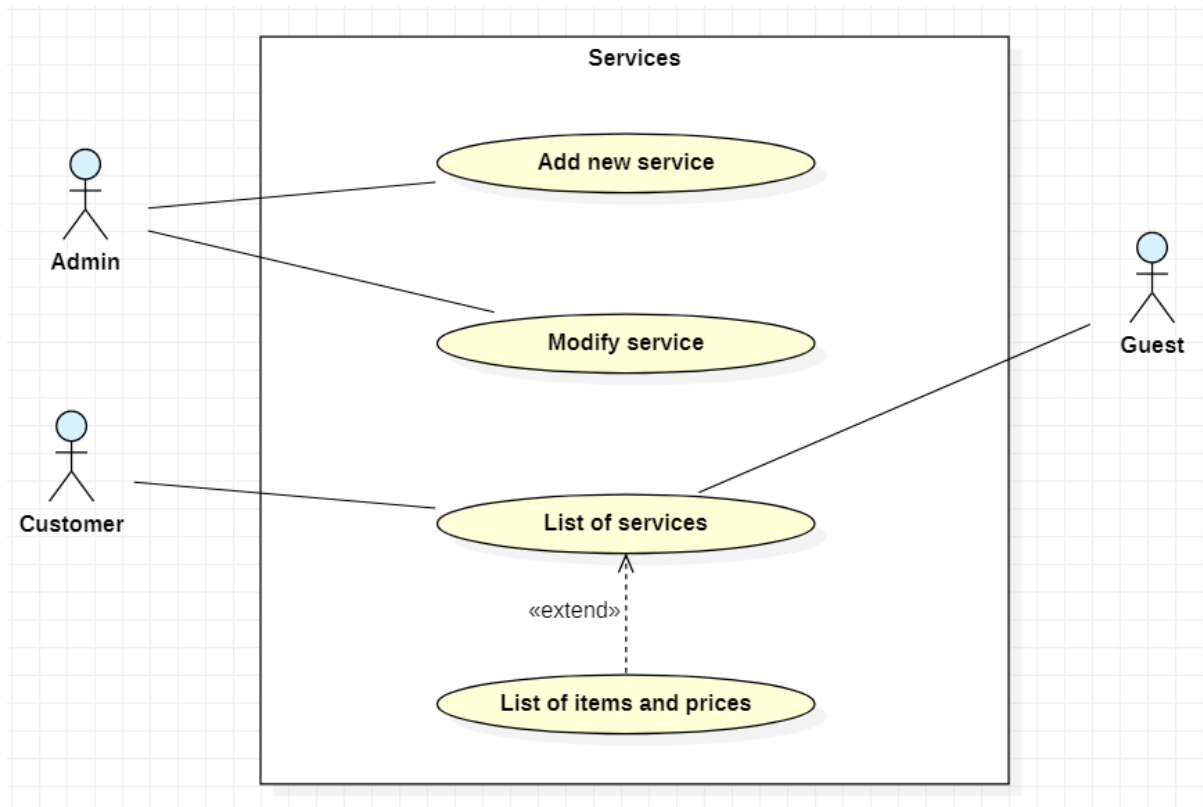 Services
Add new service
Admin
Modify service
Guest
Customer
List of services
«extend»
List of items and prices